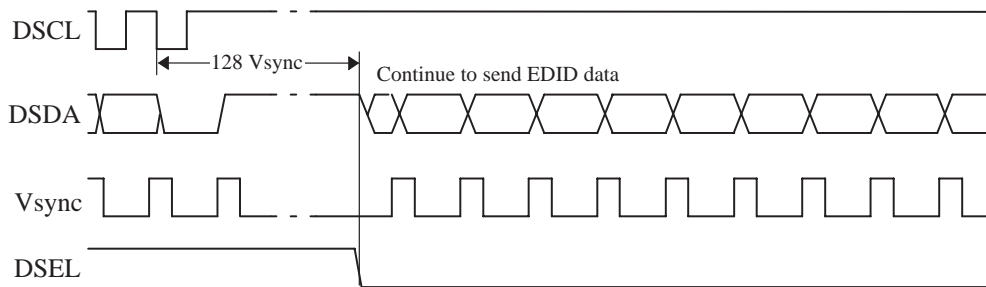 DSCL
128 Vsync
Continue to send EDID data
DSDA
Vsync
DSEL